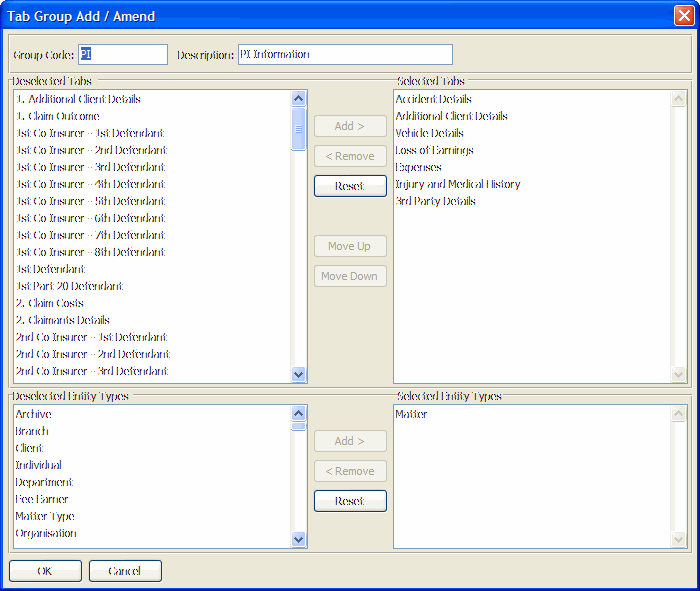 Tab Group Add / Amend
Group Code: PI Description: PI Information
Deselected Tabs
1. Additional Client Details
1. Claim Outcome
1st Co Insurer - 1st Defendant
1st Co Insurer - 2nd Defendant
1st Co Insurer - 3rd Defendant
1st Co Insurer - 4th Defendant
1st Co Insurer - 5th Defendant
1st Co Insurer - 6th Defendant
1st Co Insurer - 7th Defendant
1st Co Insurer - 8th Defendant
1st Defendant
1st Part 20 Defendant
2. Claim Costs
2. Claimants Details
2nd Co Insurer - 1st Defendant
2nd Co Insurer - 2nd Defendant
2nd Co Insurer - 3rd Defendant
Add >
< Remove
Reset
Move Up
Move Down
Selected Tabs
Accident Details
Additional Client Details
Vehicle Details
Loss of Earnings
Expenses
Injury and Medical History
3rd Party Details
Deselected Entity Types
Archive
Branch
Client
Individual
Department
Fee Earner
Matter Type
Organisation
Add >
< Remove
Reset
Selected Entity Types
Matter
OK
Cancel